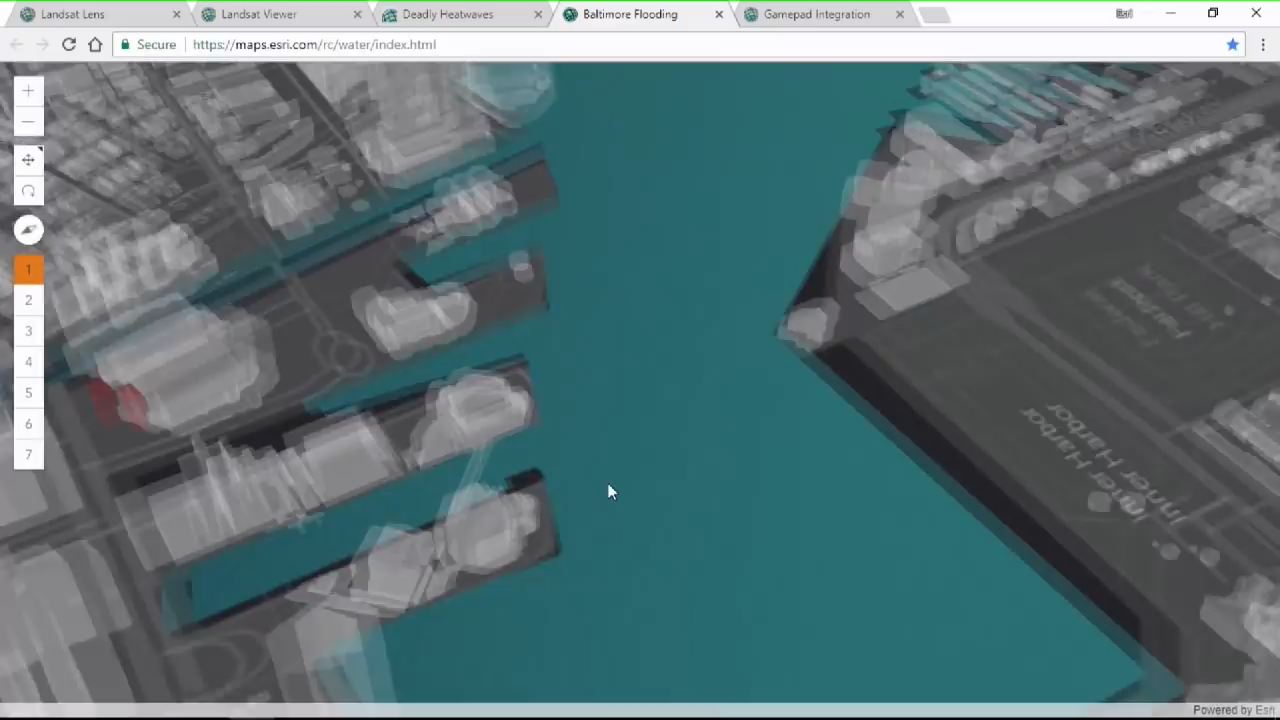 Landsat Lens
Landsat Viewer
Deadly Heatwaves
Baltimore Flooding
Gamepad Integration
Esri
Secure
https://maps.esri.com/rc/water/index.html
1
2
3
4
5
6
7
Inner Harbor
Inner Harbor
Powered by Esri